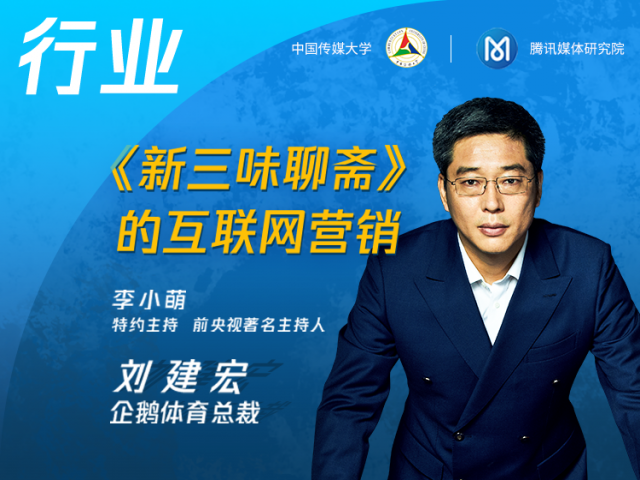 行业
中国传媒大学
腾讯媒体研究院
《新三味聊斋》
的互联网营销
李小萌
特约主持 前央视著名主持人
刘建宏
企鹅体育总裁